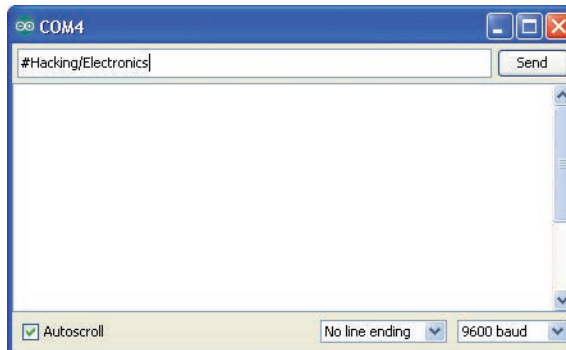 COM4
#Hacking/Electronics
Send
Autoscroll
No line ending
9600 baud